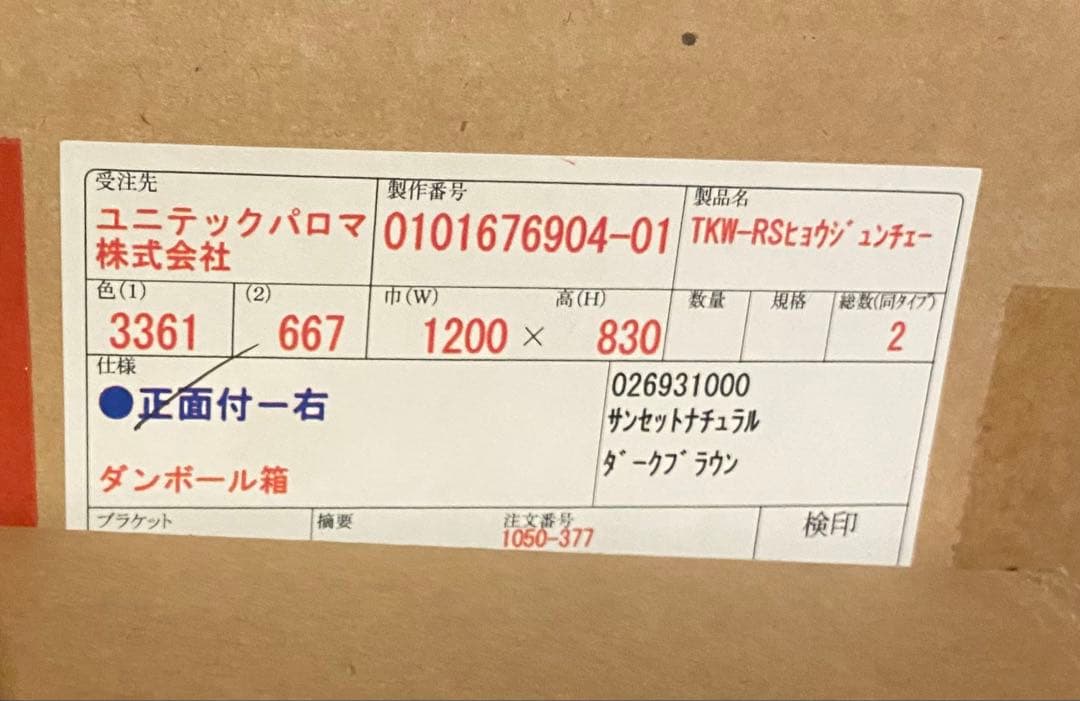 受注先
ユニテックパロマ
株式会社
製作番号
0101676904-01
製品名
TKW-RSﾋｮｳｼﾞｭﾝﾁｪｰ
色(1)
3361
(2)
667
巾(W) 高(H)
1200 × 830
数量
規格
総数(同ﾀｲﾌﾟ)
2
仕様
●正面付ー右
ダンボール箱
026931000
ｻﾝｾｯﾄﾅﾁｭﾗﾙ
ﾀﾞｰｸﾌﾞﾗｳﾝ
ブラケット
摘要
注文番号
1050-377
検印